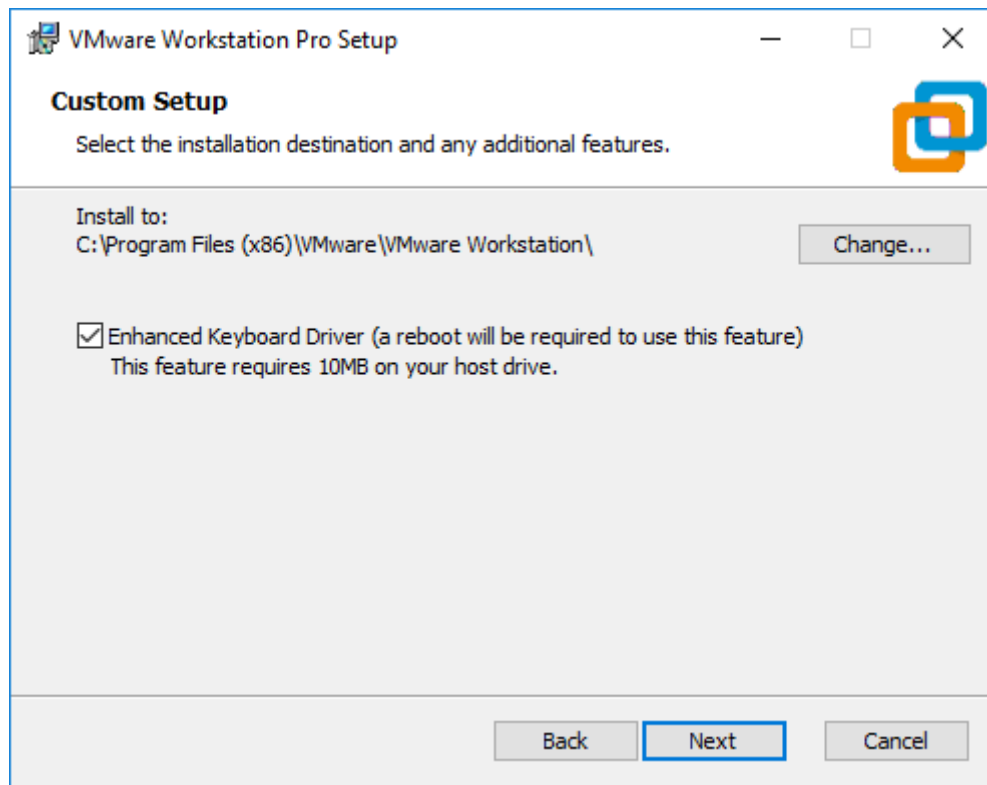 VMware Workstation Pro Setup
Custom Setup
Select the installation destination and any additional features.
Install to:
C:\Program Files (x86)\VMware\VMware Workstation\
Change...
Enhanced Keyboard Driver (a reboot will be required to use this feature)
This feature requires 10MB on your host drive.
Back
Next
Cancel